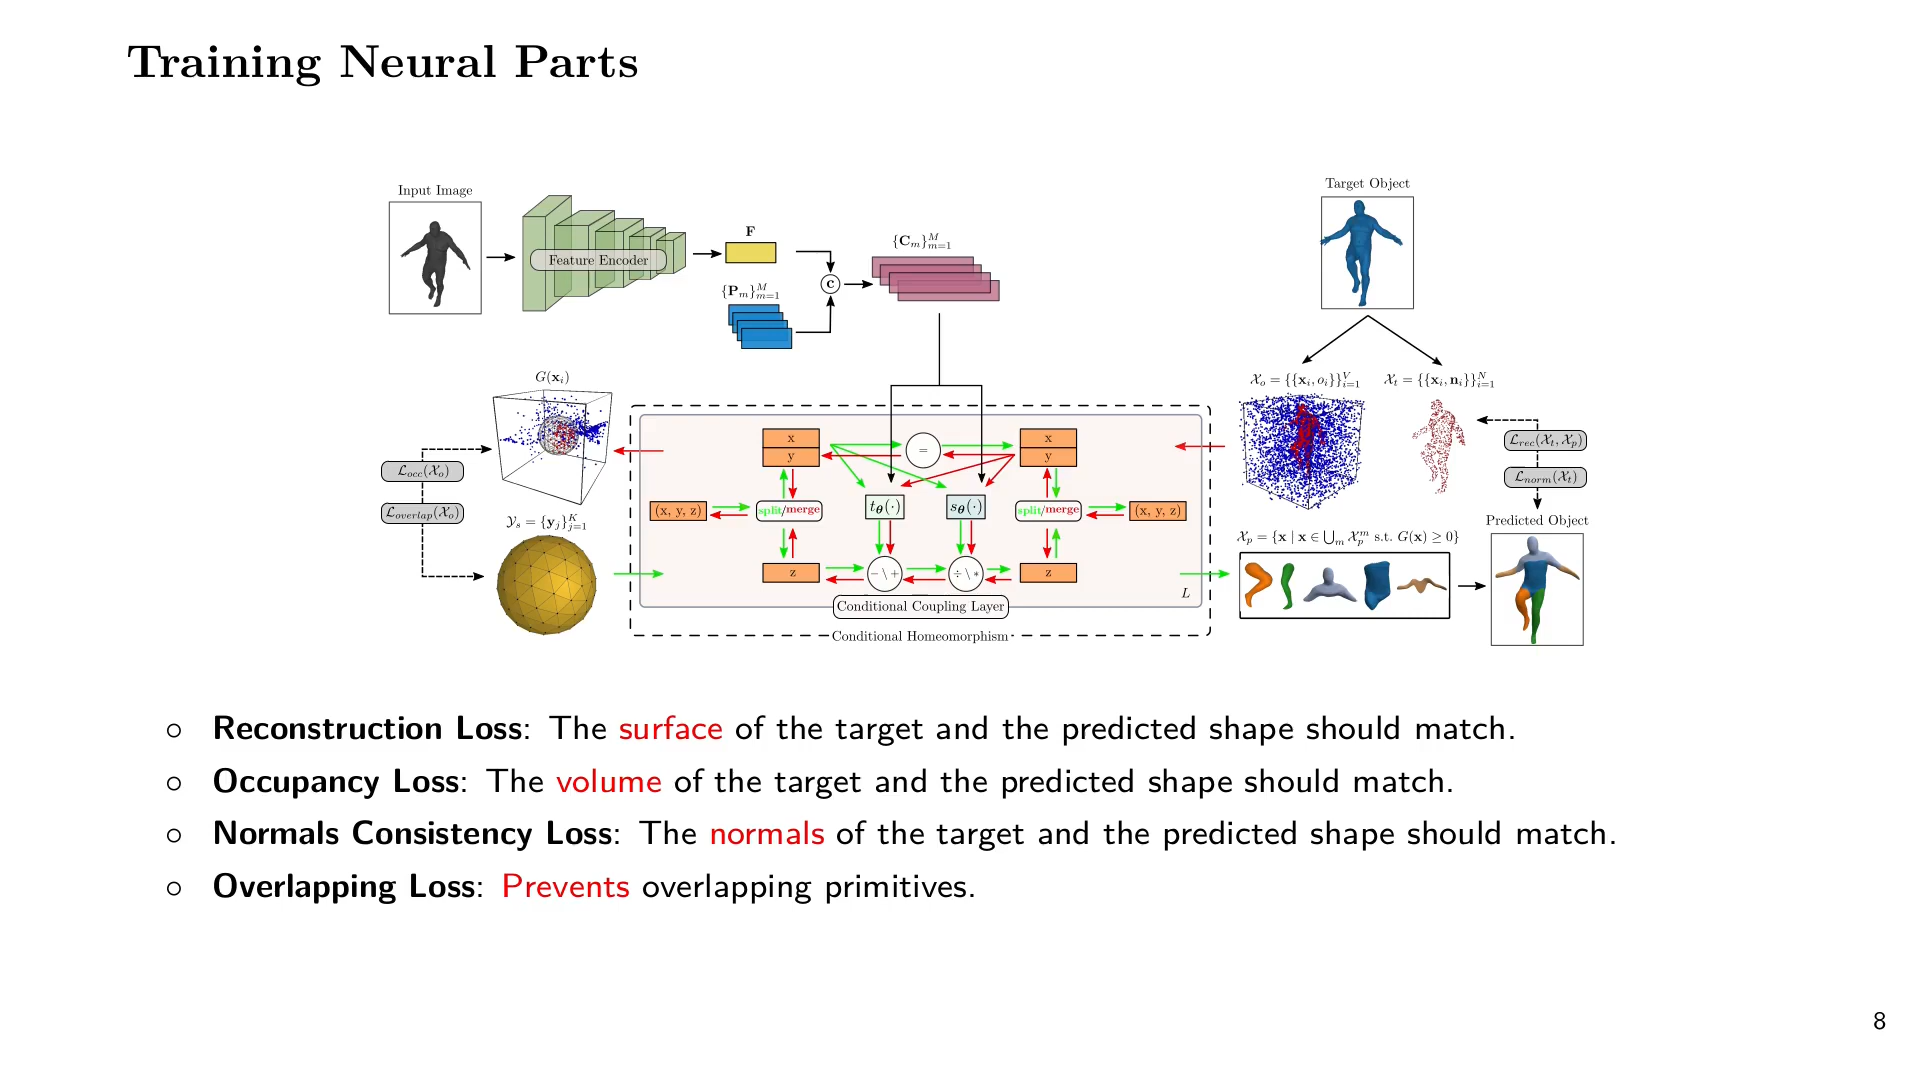 Training Neural Parts
Input Image
Feature Encoder
F
{P_m}_{m=1}^M
c
{C_m}_{m=1}^M
Target Object
G(x_i)
𝒳_o = {{x_i, o_i}}_{i=1}^V
𝒳_t = {{x_i, n_i}}_{i=1}^N
ℒ_rec(𝒳_t, 𝒳_p)
ℒ_norm(𝒳_t)
ℒ_occ(𝒳_o)
ℒ_overlap(𝒳_o)
𝒴_s = {y_j}_{j=1}^K
x
y
=
x
y
(x, y, z)
split/merge
t_θ(·)
s_θ(·)
split/merge
(x, y, z)
z
− \ +
÷ \ *
z
L
Conditional Coupling Layer
Conditional Homeomorphism
Predicted Object
𝒳_p = {x | x ∈ ⋃_m 𝒳_p^m s.t. G(x) ≥ 0}
◦ Reconstruction Loss: The surface of the target and the predicted shape should match.
◦ Occupancy Loss: The volume of the target and the predicted shape should match.
◦ Normals Consistency Loss: The normals of the target and the predicted shape should match.
◦ Overlapping Loss: Prevents overlapping primitives.
8